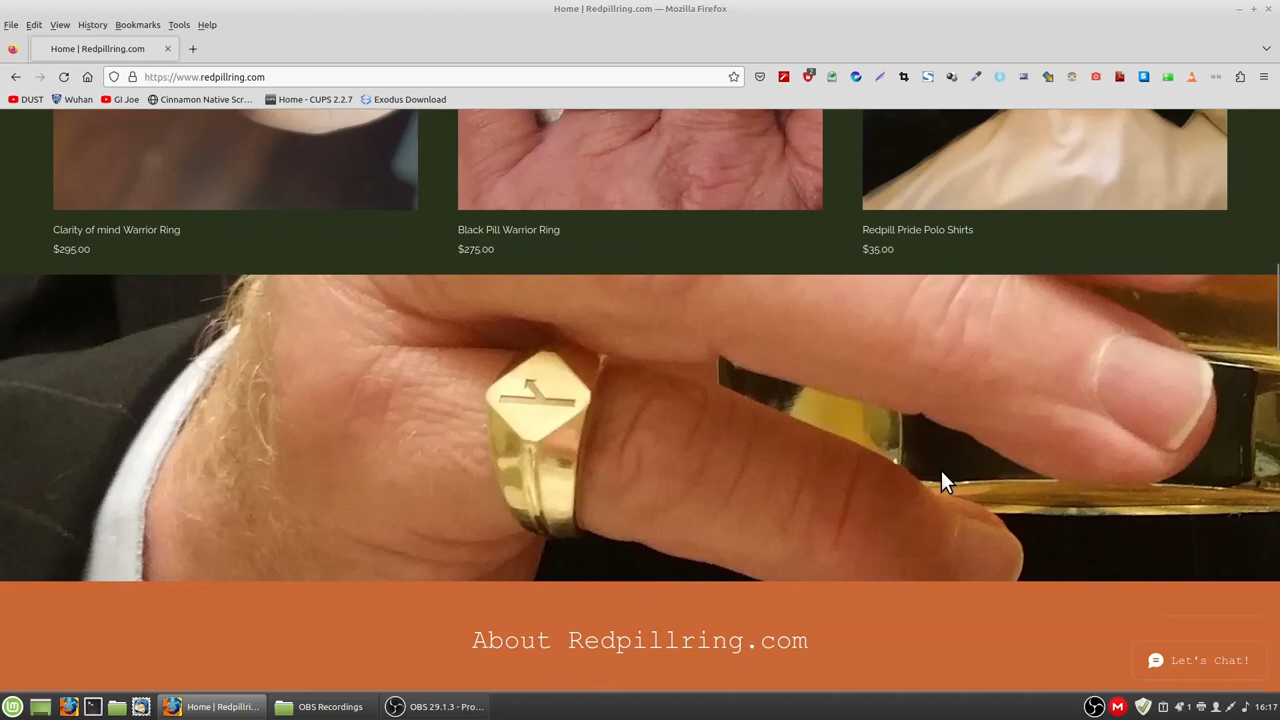 Home | Redpillring.com — Mozilla Firefox
File Edit View History Bookmarks Tools Help
Home | Redpillring.com
https://www.redpillring.com
DUST Wuhan GI Joe Cinnamon Native Scr... Home - CUPS 2.2.7 Exodus Download
Clarity of mind Warrior Ring Black Pill Warrior Ring Redpill Pride Polo Shirts
$295.00 $275.00 $35.00
About Redpillring.com
Let's Chat!
Home | Redpillri... OBS Recordings OBS 29.1.3 - Pro... 1 16:17